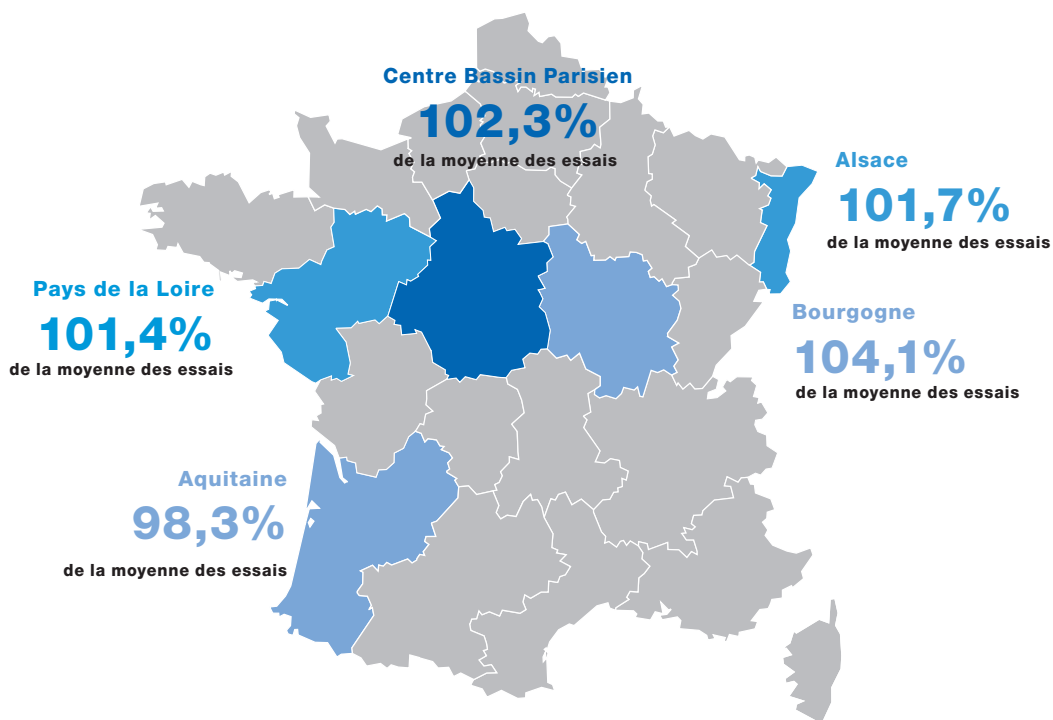 Centre Bassin Parisien
102,3%
de la moyenne des essais
Alsace
101,7%
de la moyenne des essais
Pays de la Loire
101,4%
de la moyenne des essais
Bourgogne
104,1%
de la moyenne des essais
Aquitaine
98,3%
de la moyenne des essais